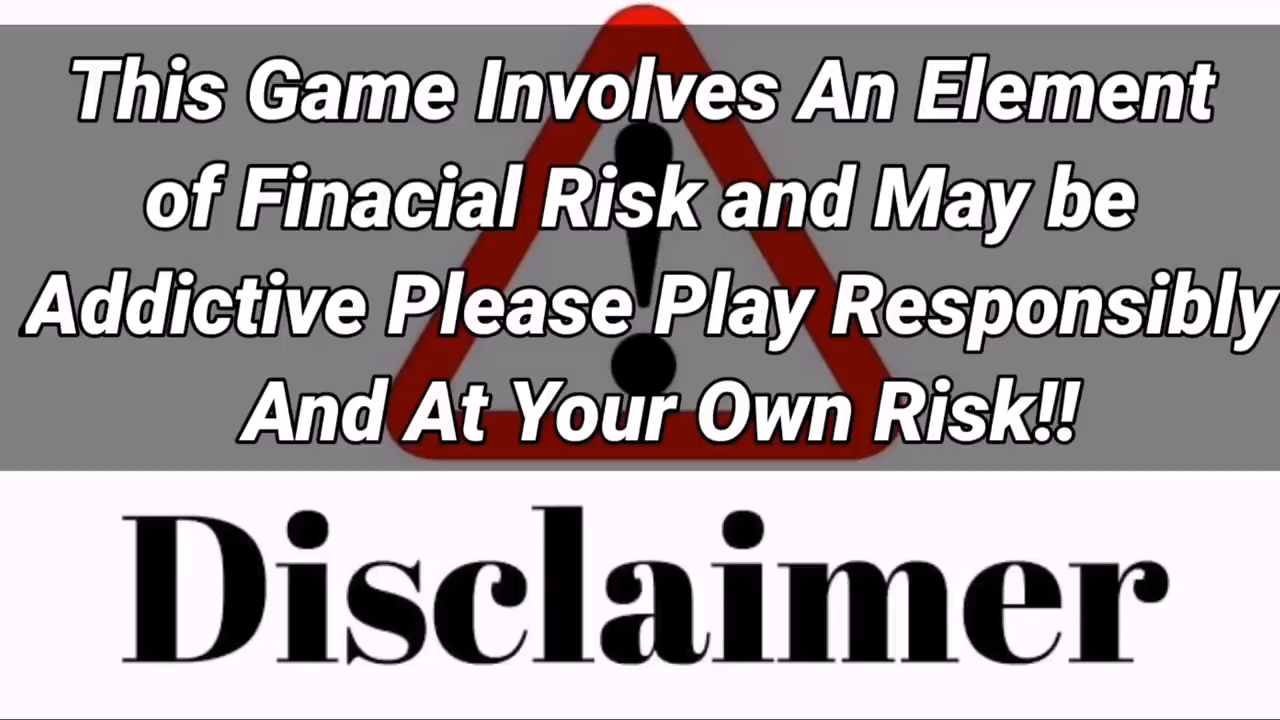 This Game Involves An Element
of Finacial Risk and May be
Addictive Please Play Responsibly
And At Your Own Risk!!
Disclaimer